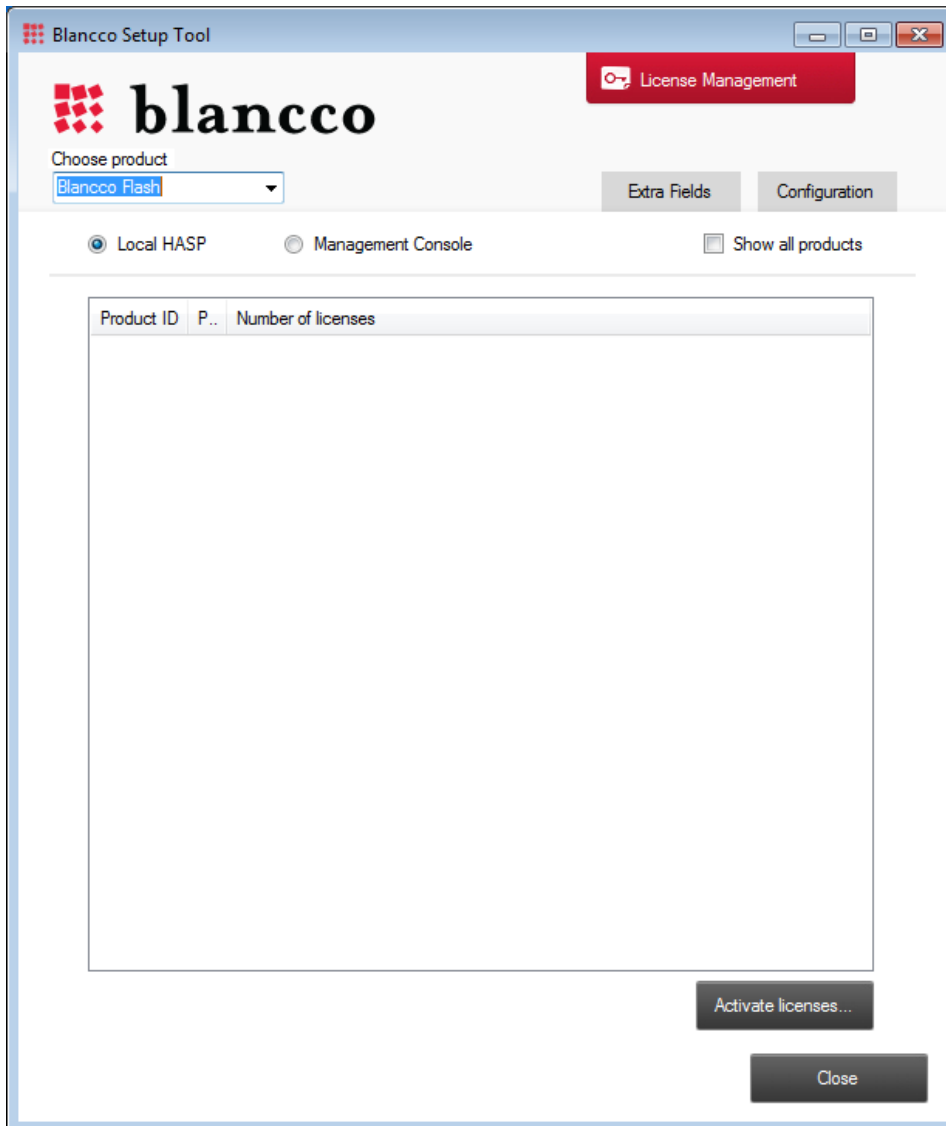 Blancco Setup Tool
License Management
blancco
Choose product
Blancco Flash
Extra Fields
Configuration
Local HASP
Management Console
Show all products
Product ID P.. Number of licenses
Activate licenses...
Close